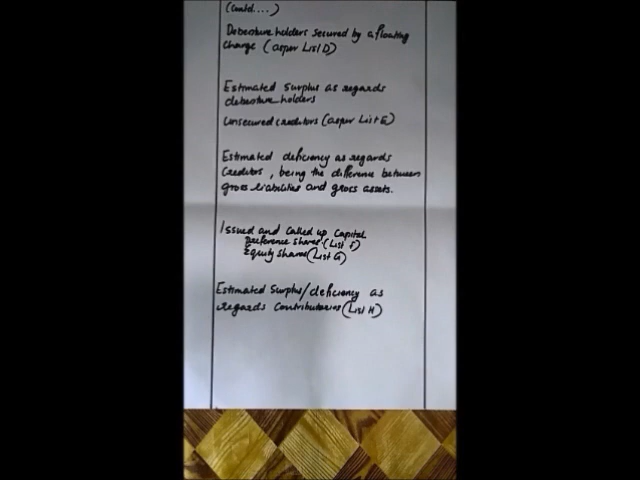 (Contd....)
Debenture holders secured by a floating
charge (as per List D)
Estimated Surplus as regards
debenture holders
Unsecured creditors (as per List E)
Estimated deficiency as regards
Creditors, being the difference between
gross liabilities and gross assets.
Issued and Called up Capital
Preference Shares (List F)
Equity Shares (List G)
Estimated Surplus/deficiency as
regards Contributories (List H)